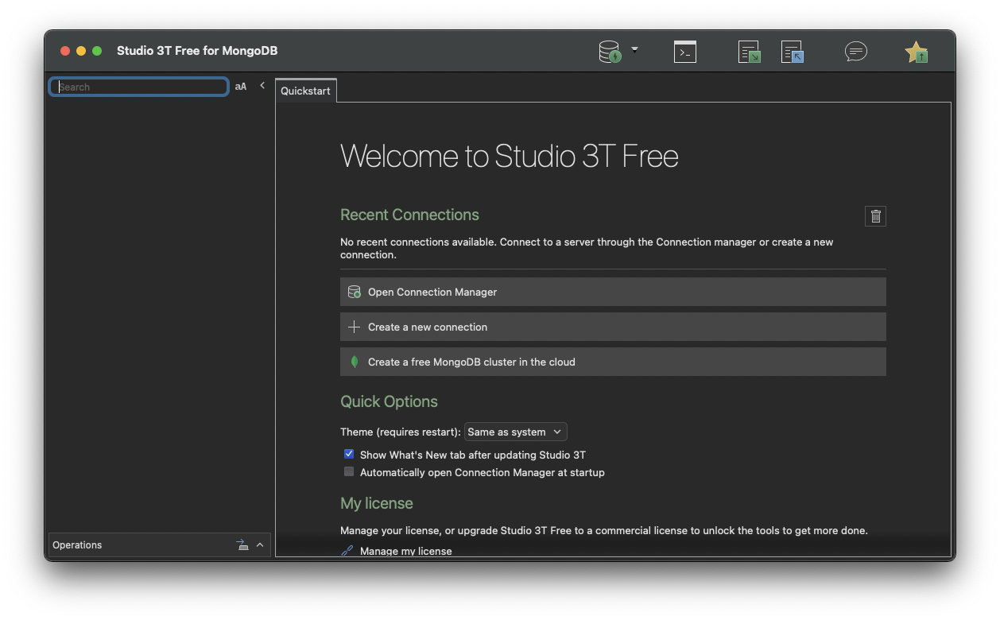 Studio 3T Free for MongoDB
Search
aA
Quickstart
Welcome to Studio 3T Free
Recent Connections
No recent connections available. Connect to a server through the Connection manager or create a new
connection.
Open Connection Manager
Create a new connection
Create a free MongoDB cluster in the cloud
Quick Options
Theme (requires restart): Same as system
Show What's New tab after updating Studio 3T
Automatically open Connection Manager at startup
My license
Manage your license, or upgrade Studio 3T Free to a commercial license to unlock the tools to get more done.
Operations
Manage my license